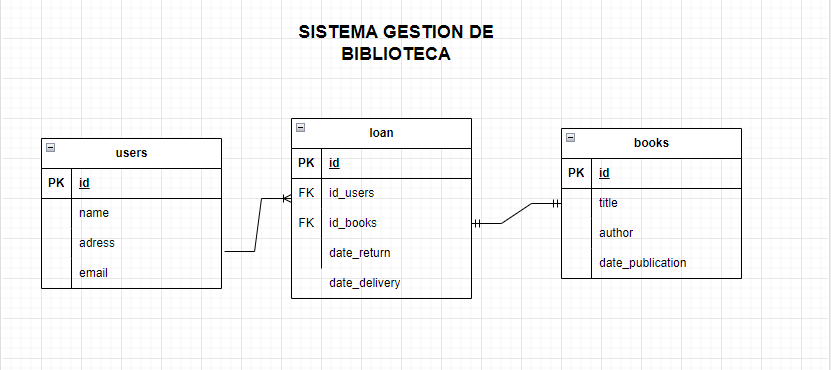 SISTEMA GESTION DE
BIBLIOTECA
users
PK id
name
adress
email
loan
PK id
FK id_users
FK id_books
date_return
date_delivery
books
PK id
title
author
date_publication